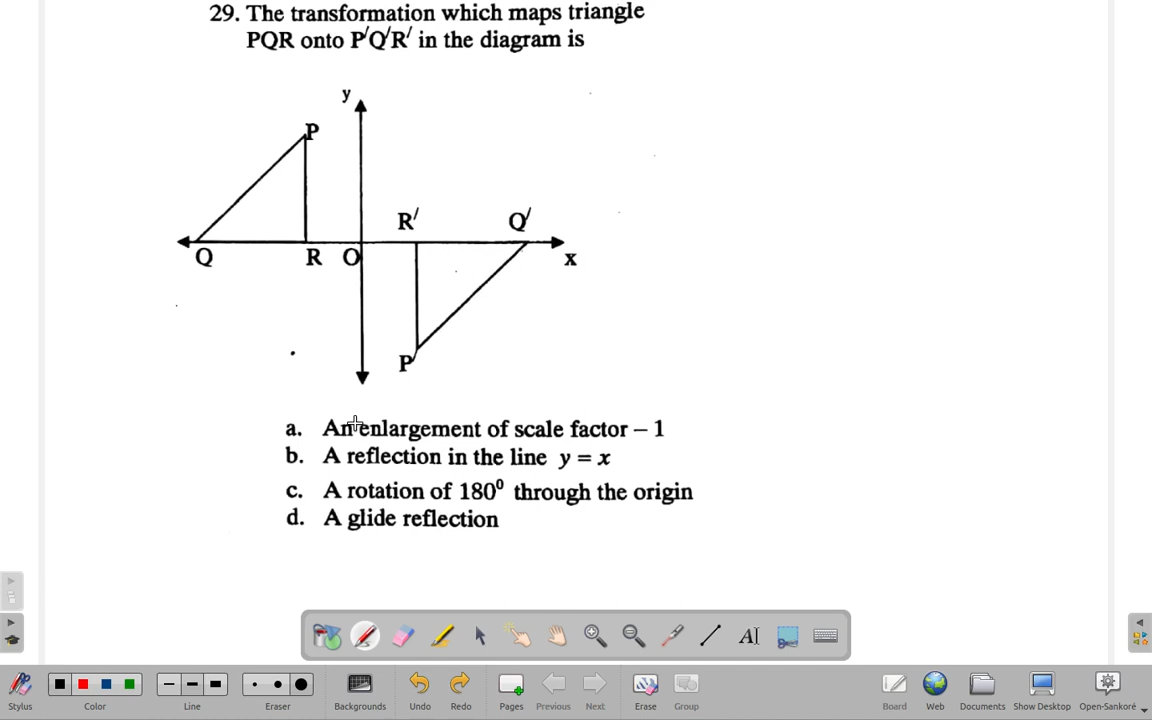 29. The transformation which maps triangle
PQR onto P'Q'R' in the diagram is
y
P
R'
Q'
Q
R
O
x
P'
a. An enlargement of scale factor – 1
b. A reflection in the line y = x
c. A rotation of 180⁰ through the origin
d. A glide reflection
Stylus
Color
Line
Eraser
Backgrounds
Undo
Redo
Pages
Previous
Next
Erase
Group
Board
Web
Documents
Show Desktop
Open-Sankoré